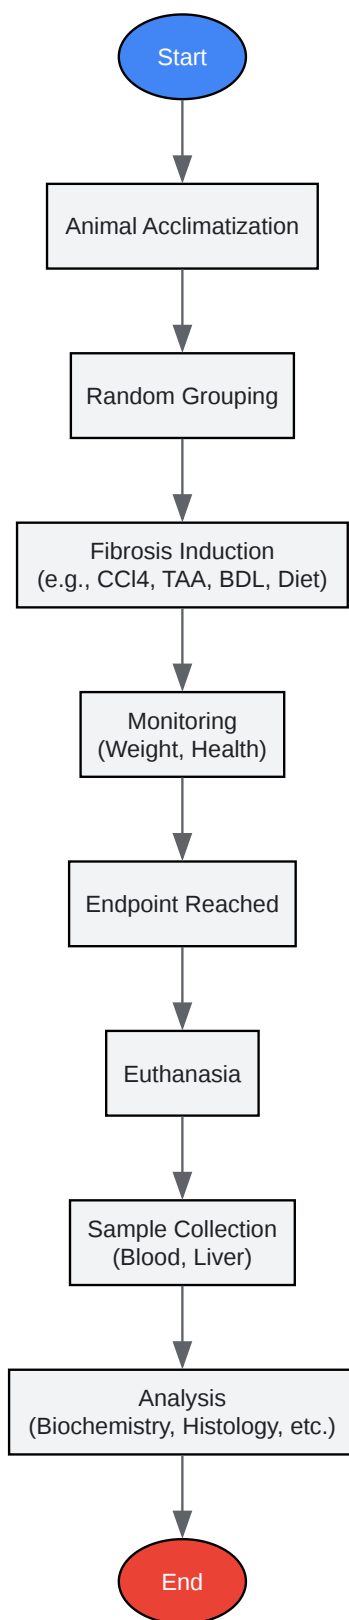 Start
Animal Acclimatization
Random Grouping
Fibrosis Induction
(e.g., CCl4, TAA, BDL, Diet)
Monitoring
(Weight, Health)
Endpoint Reached
Euthanasia
Sample Collection
(Blood, Liver)
Analysis
(Biochemistry, Histology, etc.)
End